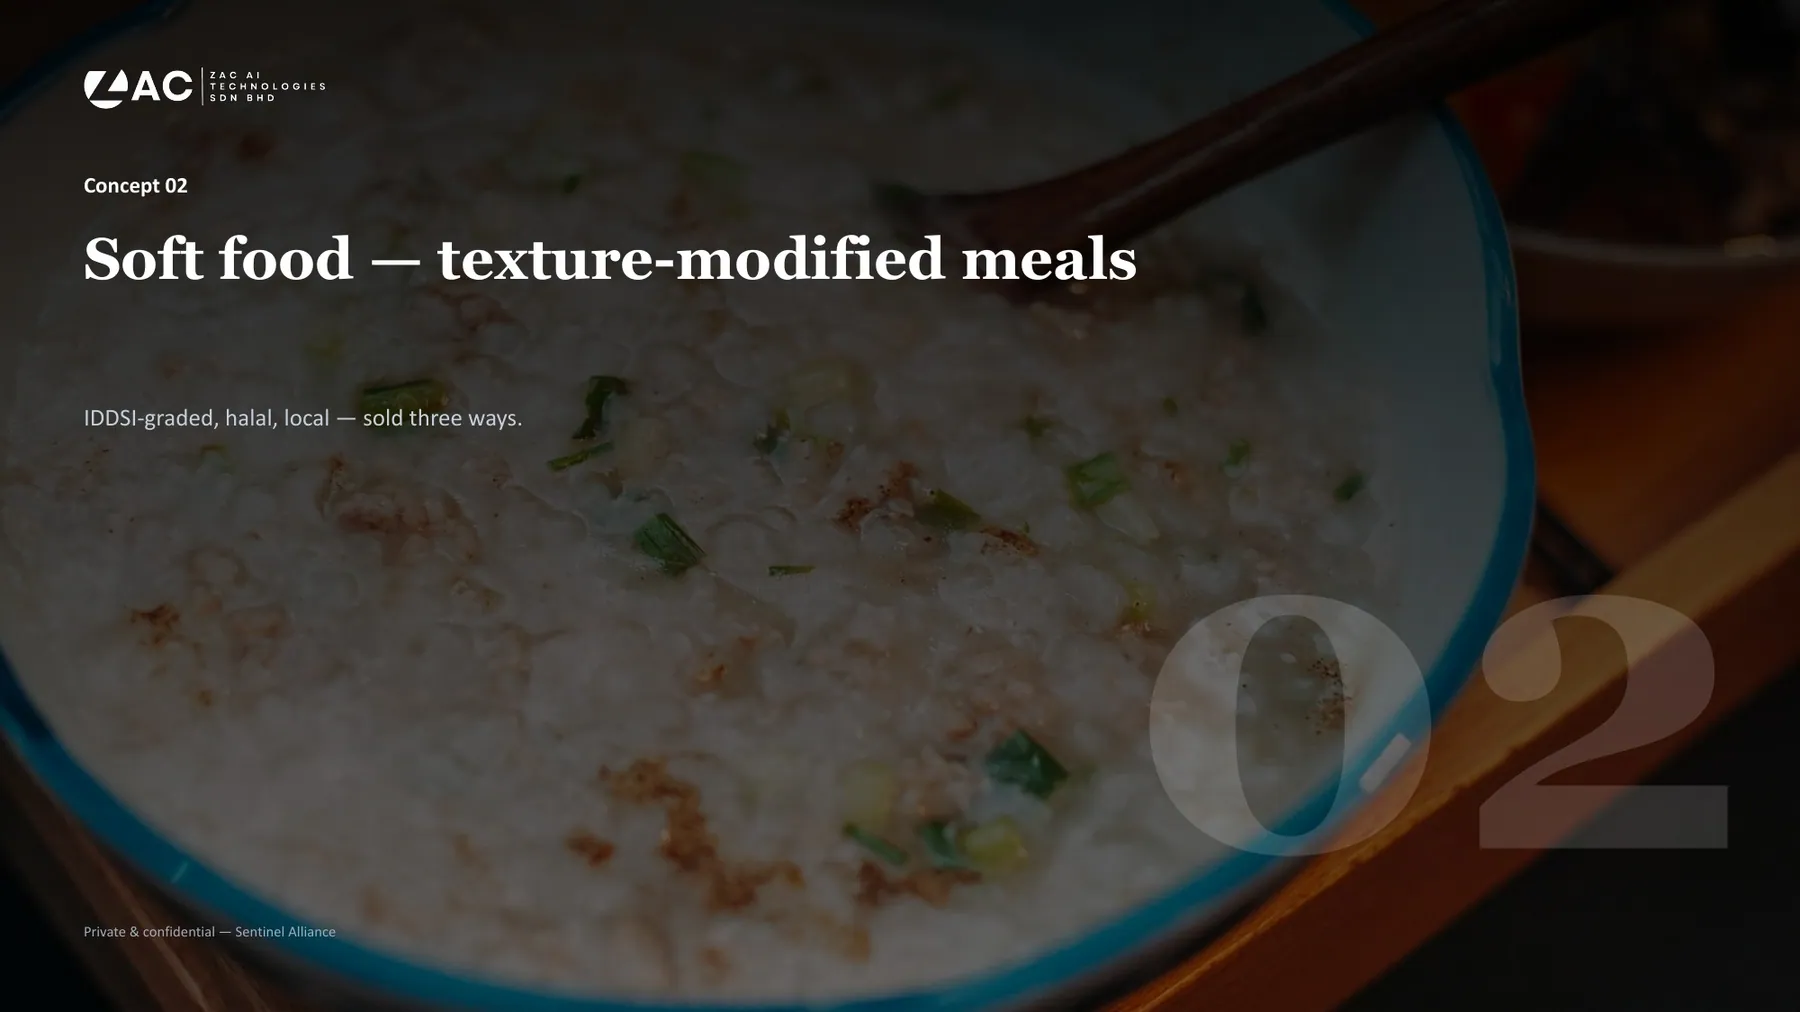 ZAC
ZAC AI
TECHNOLOGIES
SDN BHD
Concept 02
Soft food — texture-modified meals
IDDSI-graded, halal, local — sold three ways.
02
Private & confidential — Sentinel Alliance